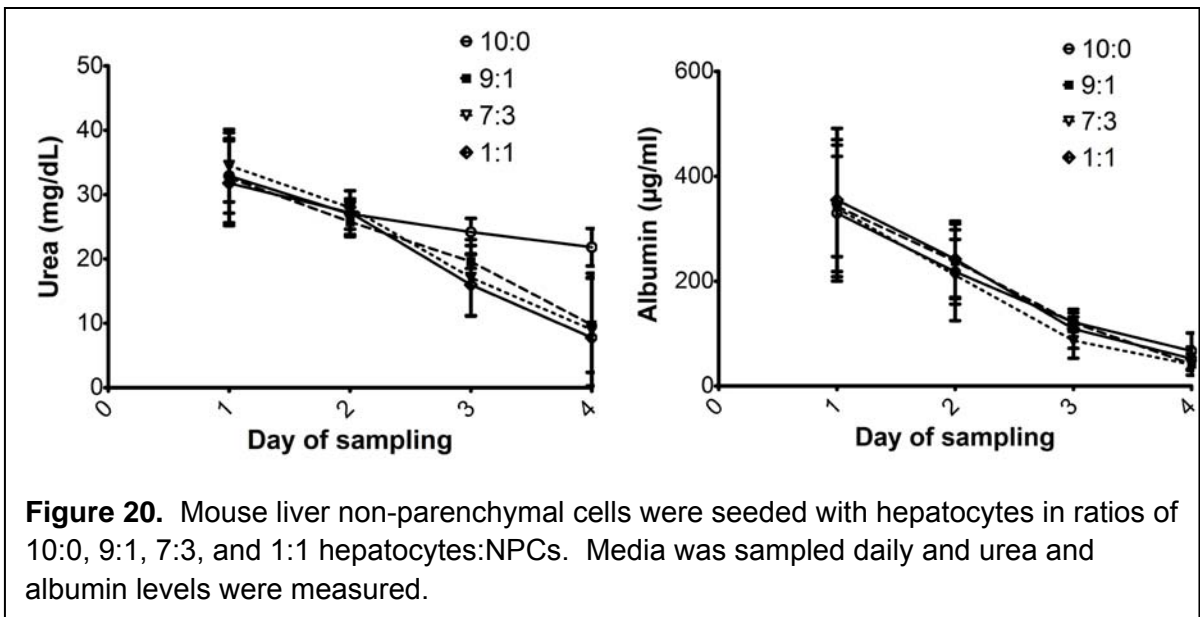 10:0
9:1
7:3
1:1
50
40
30
20
10
0
Urea (mg/dL)
0 1 2 3 4
Day of sampling
10:0
9:1
7:3
1:1
600
400
200
0
Albumin (µg/ml)
0 1 2 3 4
Day of sampling
Figure 20. Mouse liver non-parenchymal cells were seeded with hepatocytes in ratios of
10:0, 9:1, 7:3, and 1:1 hepatocytes:NPCs. Media was sampled daily and urea and
albumin levels were measured.